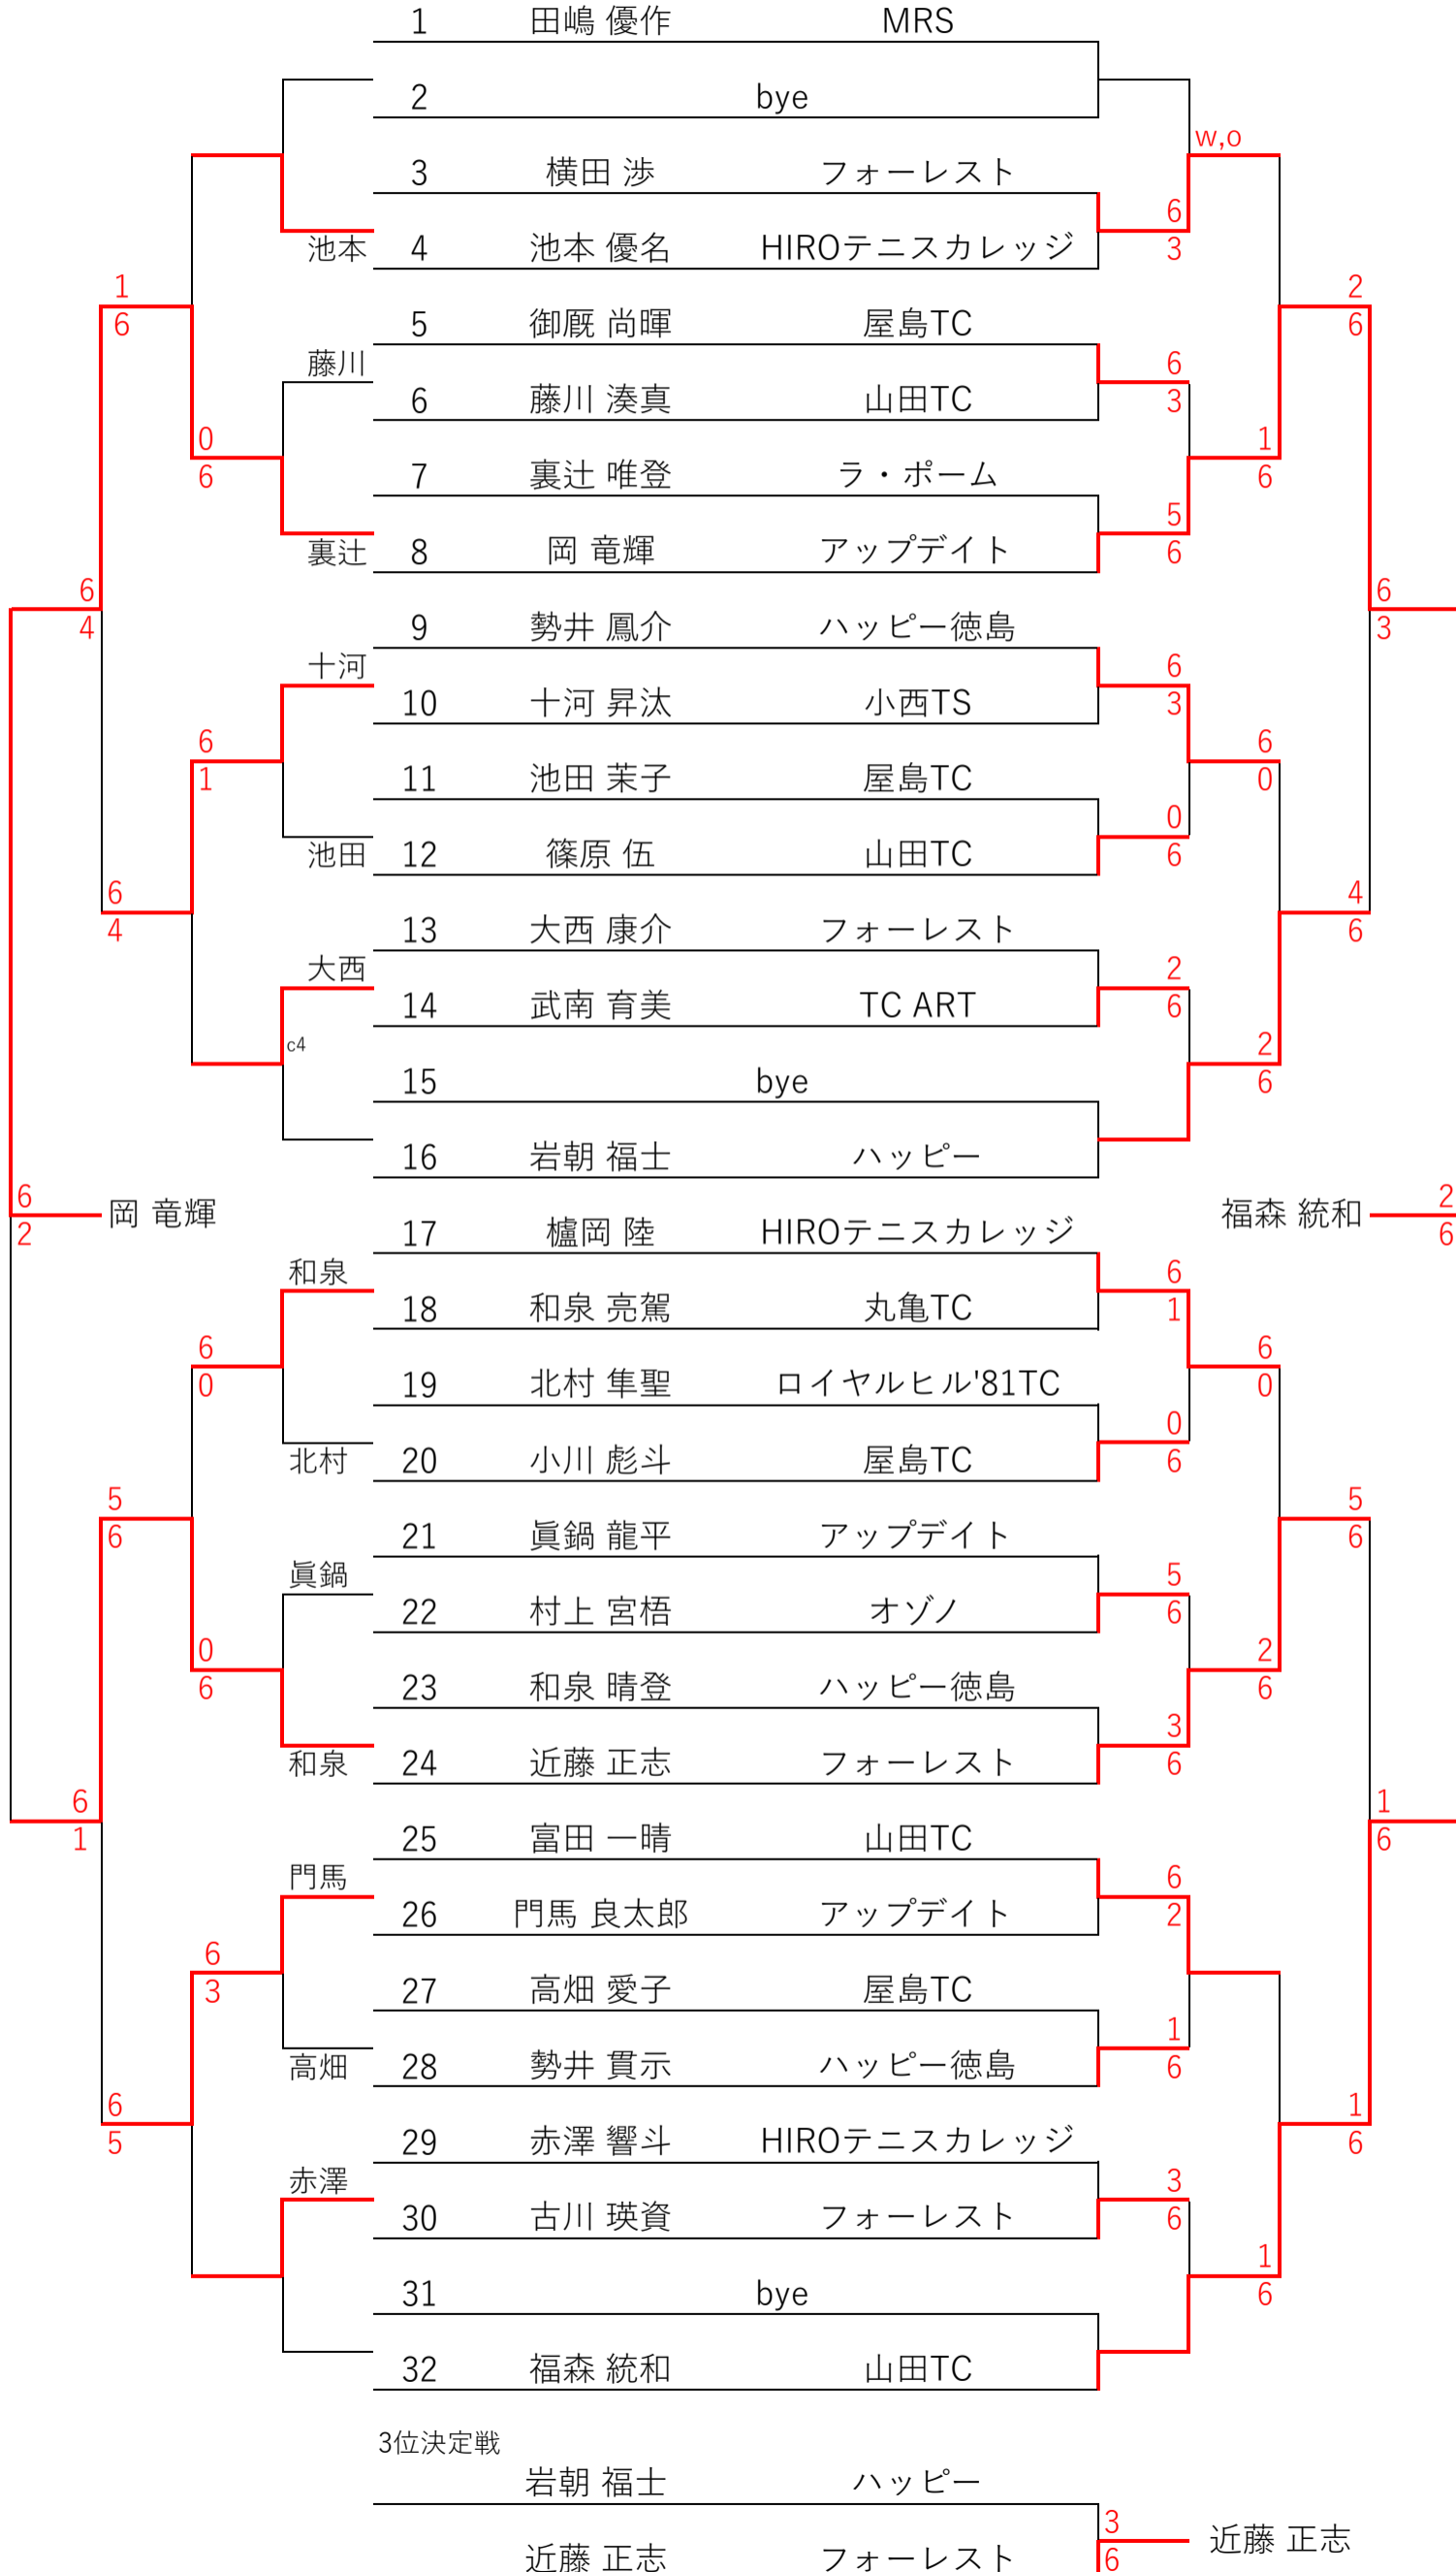 1 田嶋 優作 MRS
2 bye
w,o
3 横田 渉 フォーレスト
6
池本 4 池本 優名 HIROテニスカレッジ 3
1 2
6 5 御厩 尚暉 屋島TC 6
藤川 6
6 藤川 湊真 山田TC 3
0 1
6 7 裏辻 唯登 ラ・ポーム 6
5
裏辻 8 岡 竜輝 アップデイト 6
6 6
4 9 勢井 鳳介 ハッピー徳島 3
十河 6
10 十河 昇汰 小西TS 3
6 6
1 11 池田 茉子 屋島TC 0
0
池田 12 篠原 伍 山田TC 6
6 4
4 13 大西 康介 フォーレスト 6
大西 2
14 武南 育美 TC ART 6
c4 2
15 bye 6
16 岩朝 福士 ハッピー
6 2
2 岡 竜輝 福森 統和 6
17 櫨岡 陸 HIROテニスカレッジ
和泉 6
18 和泉 亮駕 丸亀TC 1
6 6
0 19 北村 隼聖 ロイヤルヒル'81TC 0
0
北村 20 小川 彪斗 屋島TC 6
5 5
6 21 眞鍋 龍平 アップデイト 6
眞鍋 5
22 村上 宮梧 オゾノ 6
0 2
6 23 和泉 晴登 ハッピー徳島 6
3
和泉 24 近藤 正志 フォーレスト 6
6 1
1 25 富田 一晴 山田TC 6
門馬 6
26 門馬 良太郎 アップデイト 2
6
3 27 高畑 愛子 屋島TC
1
高畑 28 勢井 貫示 ハッピー徳島 6
6 1
5 29 赤澤 響斗 HIROテニスカレッジ 6
赤澤 3
30 古川 瑛資 フォーレスト 6
1
31 bye 6
32 福森 統和 山田TC
3位決定戦
岩朝 福士 ハッピー
3 近藤 正志
近藤 正志 フォーレスト 6